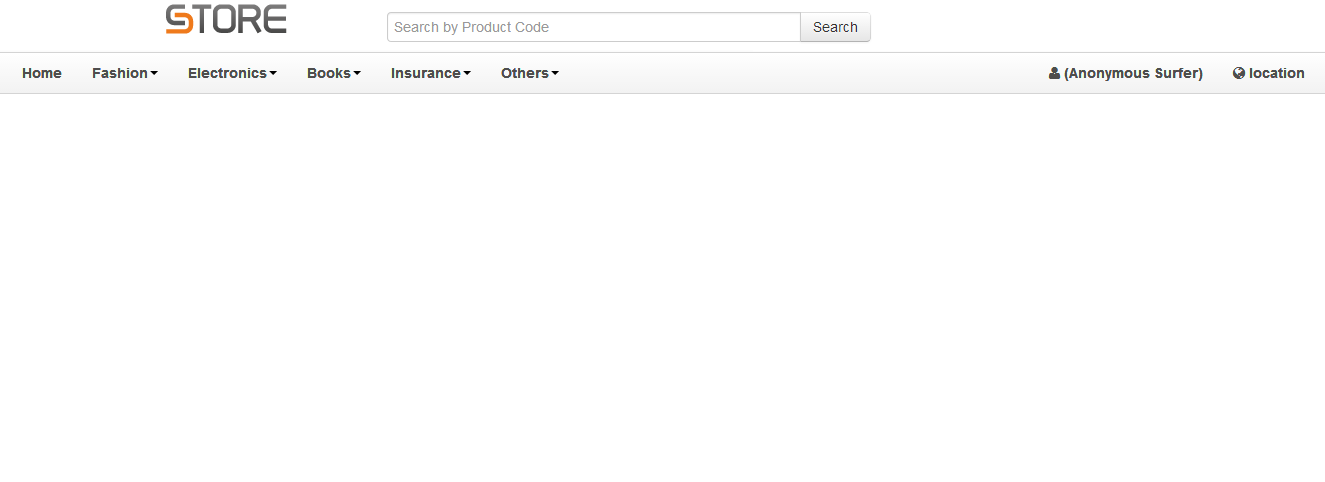 STORE
Search by Product Code Search
Home Fashion Electronics Books Insurance Others (Anonymous Surfer) location